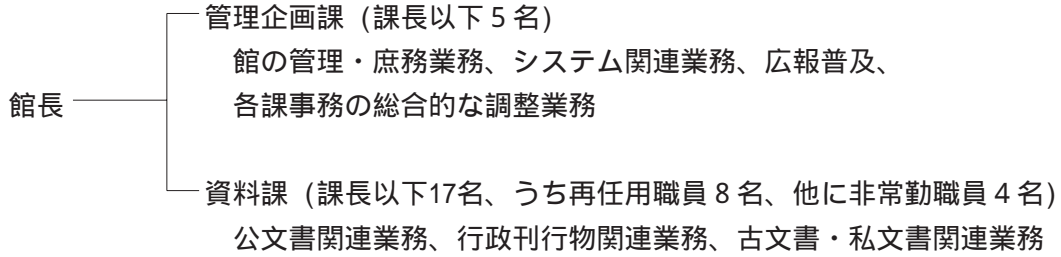 管理企画課（課長以下５名）
館の管理・庶務業務、システム関連業務、広報普及、
館長
各課事務の総合的な調整業務
資料課（課長以下17名、うち再任用職員８名、他に非常勤職員４名）
公文書関連業務、行政刊行物関連業務、古文書・私文書関連業務